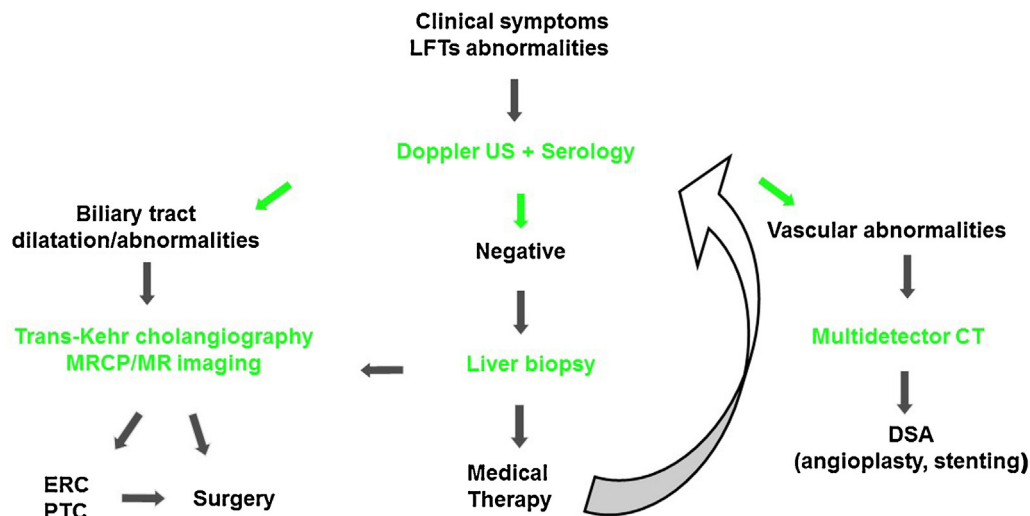 Clinical symptoms
LFTs abnormalities
Doppler US + Serology
Biliary tract
dilatation/abnormalities
Negative
Vascular abnormalities
Trans-Kehr cholangiography
MRCP/MR imaging
Liver biopsy
Multidetector CT
DSA
(angioplasty, stenting)
Medical
Therapy
ERC
PTC
Surgery